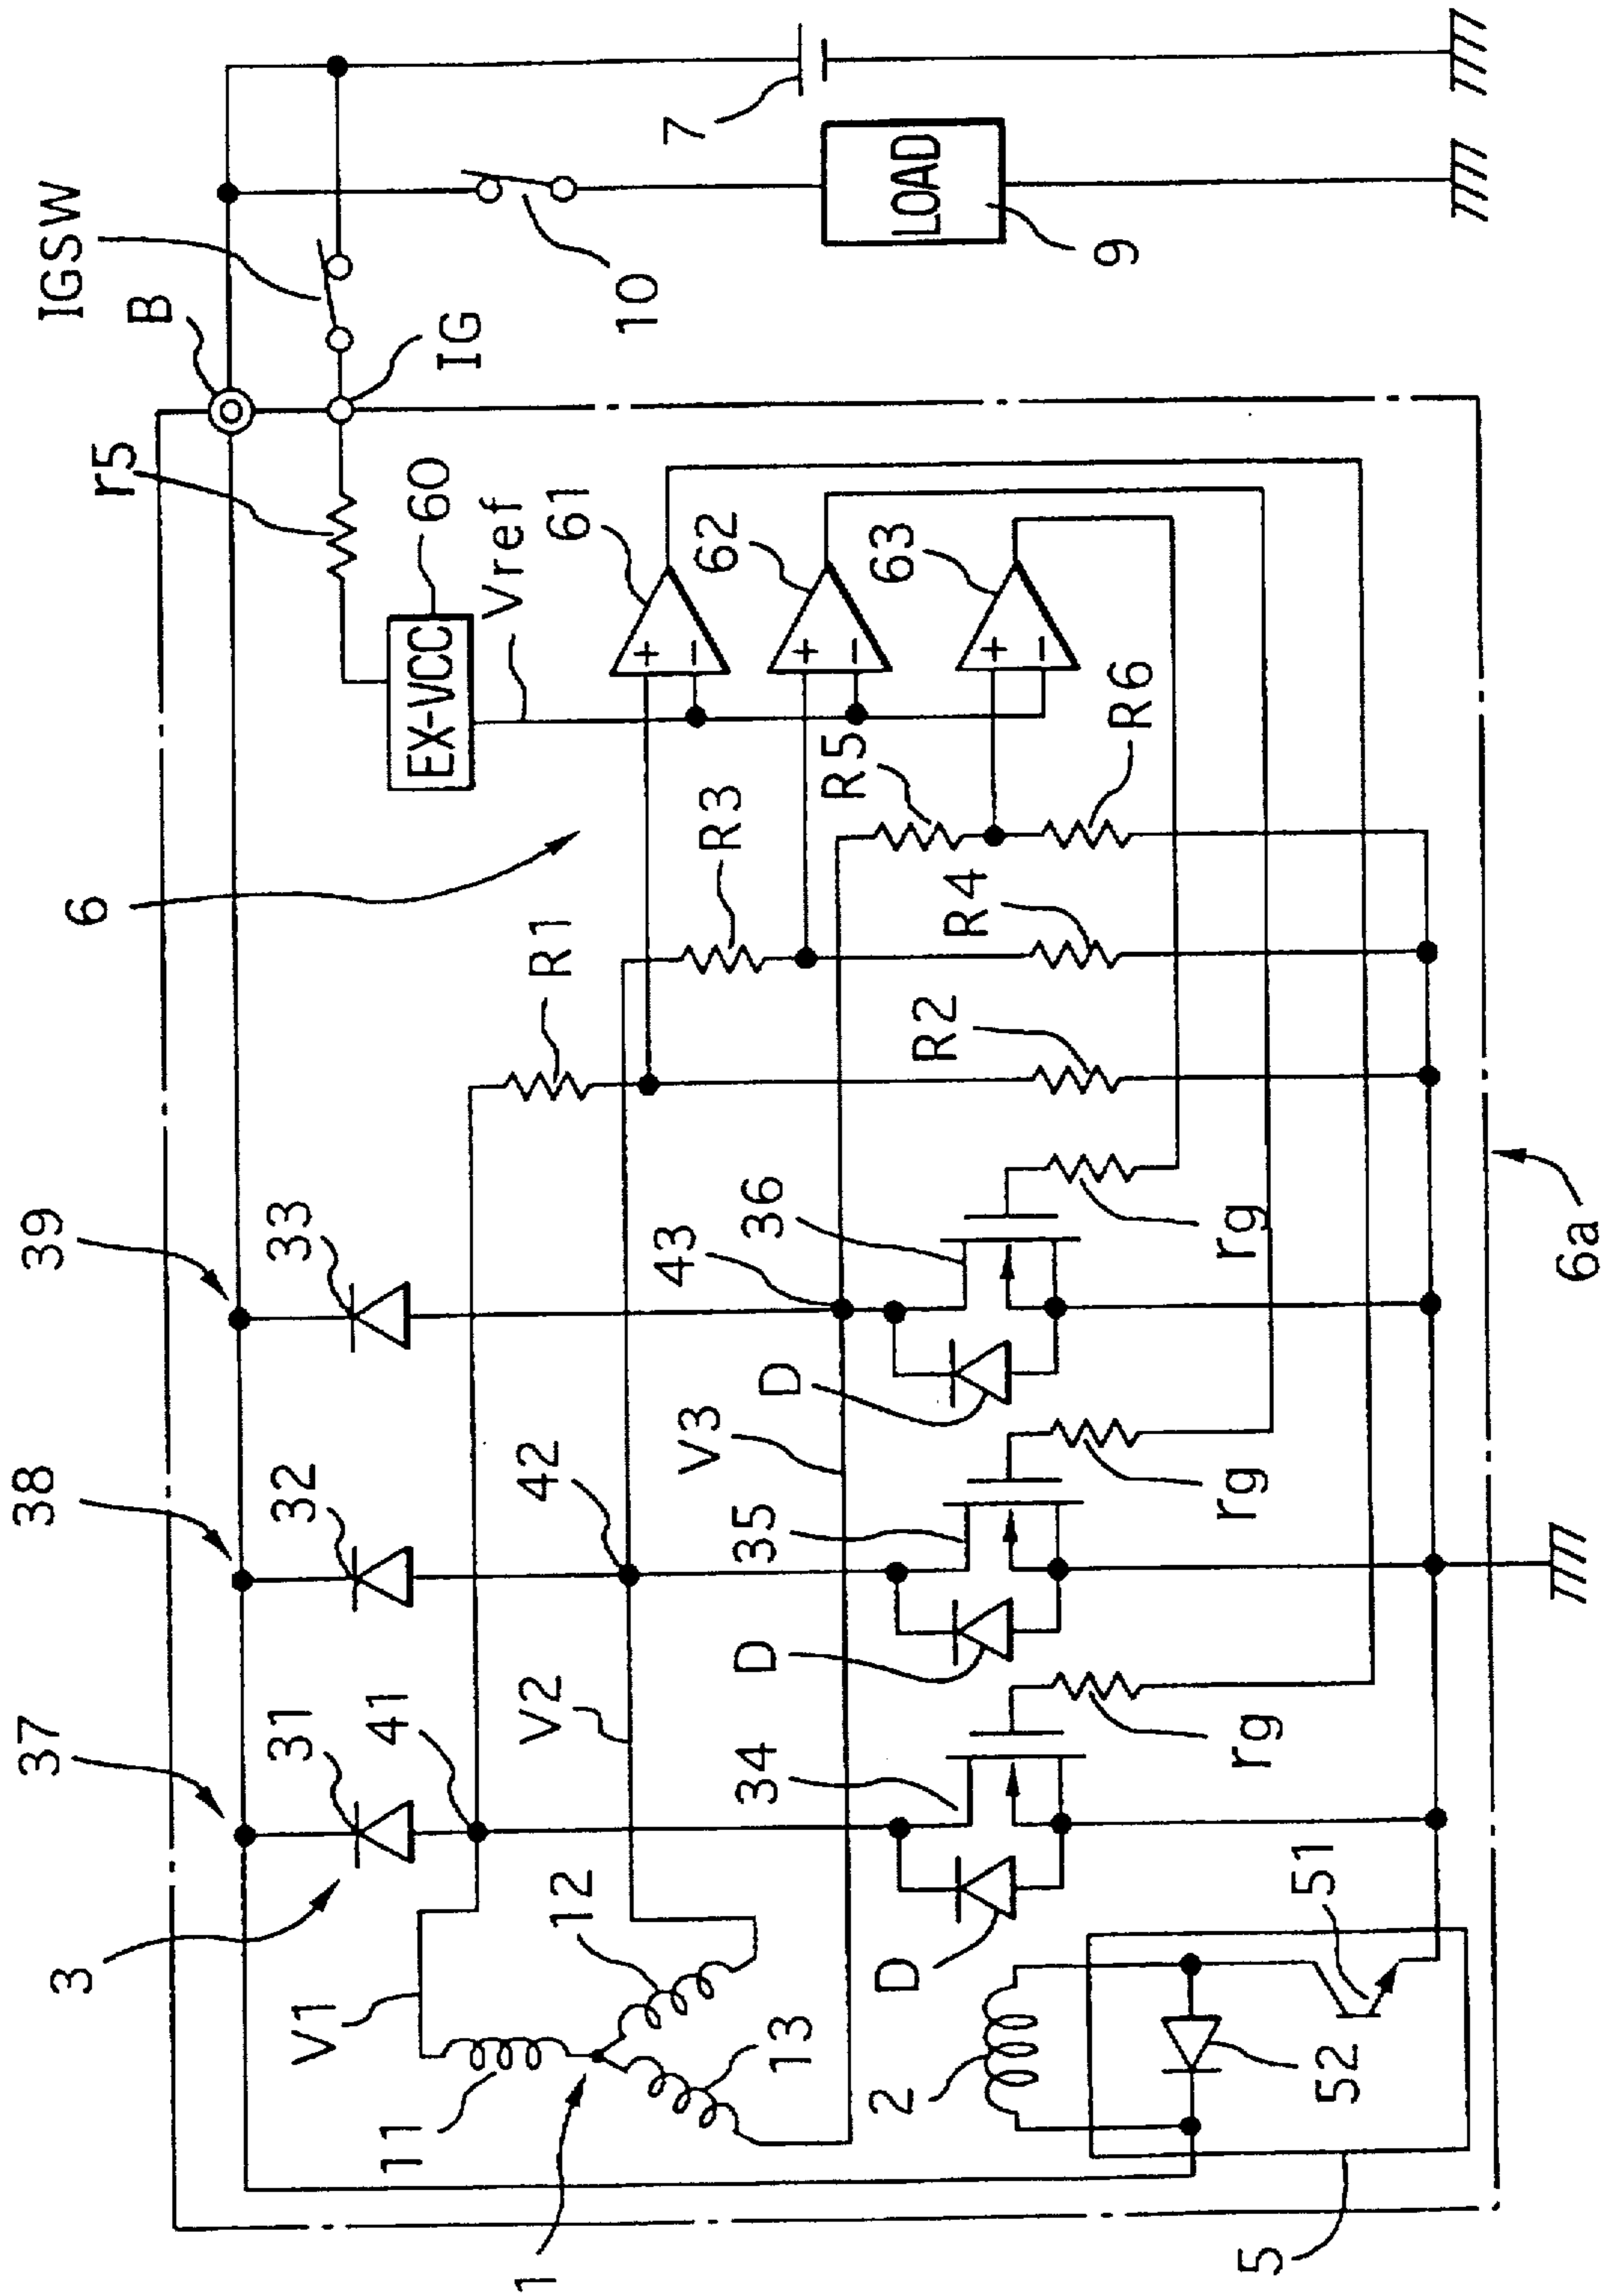 IGSW
B
IG
r5
7
LOAD
9
10
60
EX-VCC
Vref
61
62
63
+
−
+
−
+
−
6
R1
R3
R5
R6
R4
R2
39
33
43
36
rg
D
38
32
42
35
V3
rg
D
37
31
41
V2
34
rg
D
3
V1
11
12
13
1
2
51
52
5
6a